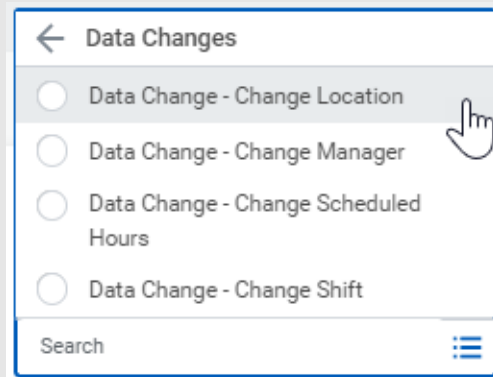 Data Changes
Data Change - Change Location
Data Change - Change Manager
Data Change - Change Scheduled
Hours
Data Change - Change Shift
Search